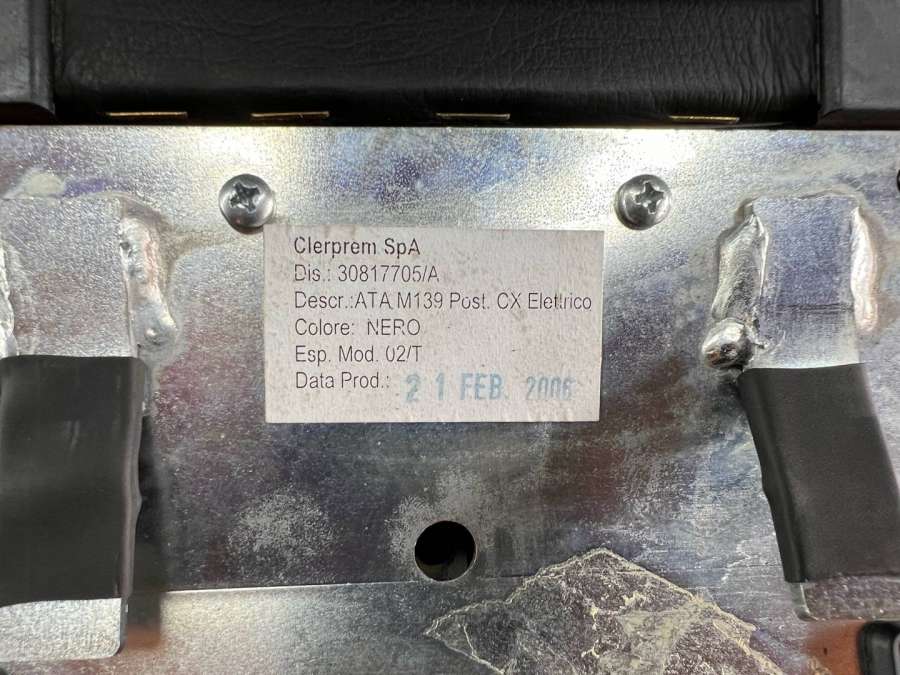 Clerprem SpA
Dis.: 30817705/A
Descr.:ATA M139 Post. CX Elettrico
Colore: NERO
Esp. Mod. 02/T
Data Prod.: 21 FEB. 2006